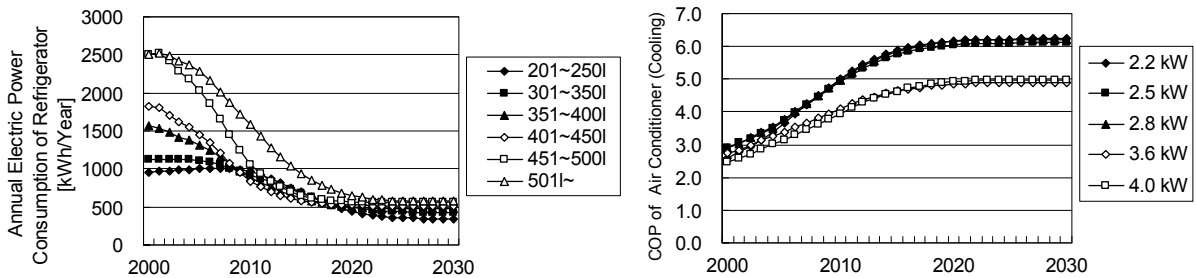 Annual Electric Power
Consumption of Refrigerator
[kWh/Year]
3000
2500
2000
1500
1000
500
0
2000
2010
2020
2030
201~250l
301~350l
351~400l
401~450l
451~500l
501l~
COP of Air Conditioner (Cooling)
7.0
6.0
5.0
4.0
3.0
2.0
1.0
0.0
2000
2010
2020
2030
2.2 kW
2.5 kW
2.8 kW
3.6 kW
4.0 kW